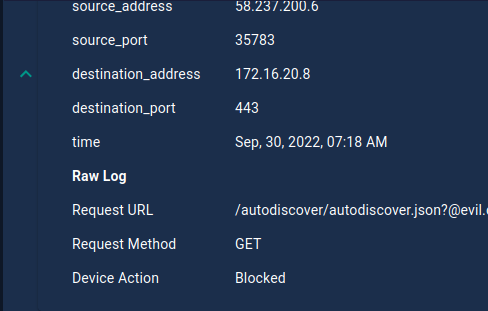 source_address 58.237.200.6
source_port 35783
destination_address 172.16.20.8
destination_port 443
time Sep, 30, 2022, 07:18 AM
Raw Log
Request URL /autodiscover/autodiscover.json?@evil.
Request Method GET
Device Action Blocked